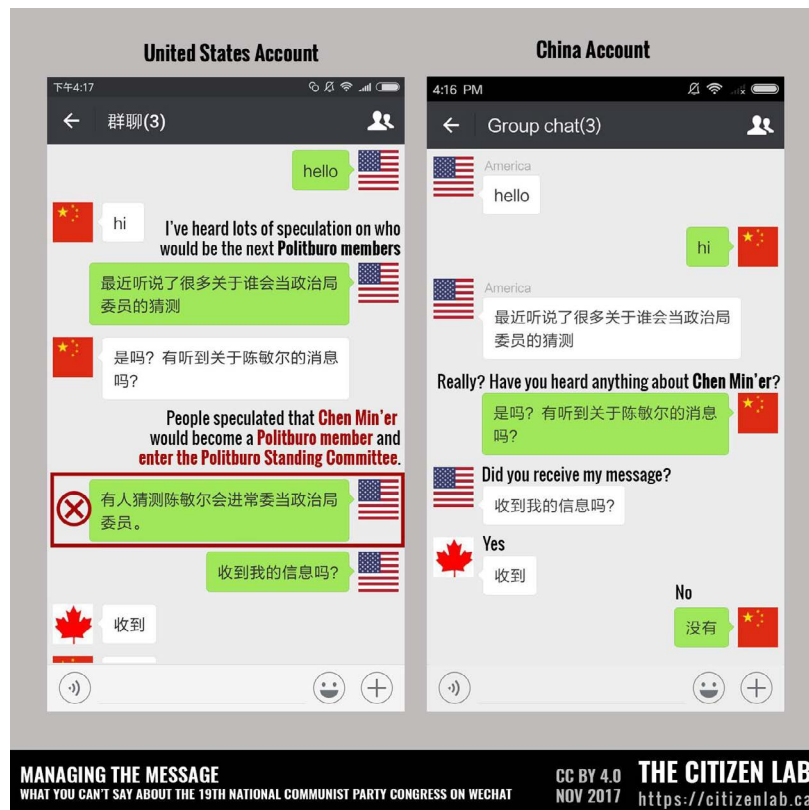 United States Account
China Account
下午4:17
群聊(3)
hello
hi
I've heard lots of speculation on who
would be the next Politburo members
最近听说了很多关于谁会当政治局
委员的猜测
是吗？有听到关于陈敏尔的消息
吗？
People speculated that Chen Min'er
would become a Politburo member and
enter the Politburo Standing Committee.
有人猜测陈敏尔会进常委当政治局
委员。
收到我的信息吗？
收到
4:16 PM
Group chat(3)
America
hello
hi
America
最近听说了很多关于谁会当政治局
委员的猜测
Really? Have you heard anything about Chen Min'er?
是吗？有听到关于陈敏尔的消息
吗？
Did you receive my message?
收到我的信息吗？
Yes
收到
No
没有
MANAGING THE MESSAGE
WHAT YOU CAN'T SAY ABOUT THE 19TH NATIONAL COMMUNIST PARTY CONGRESS ON WECHAT
CC BY 4.0
NOV 2017
THE CITIZEN LAB
https://citizenlab.ca